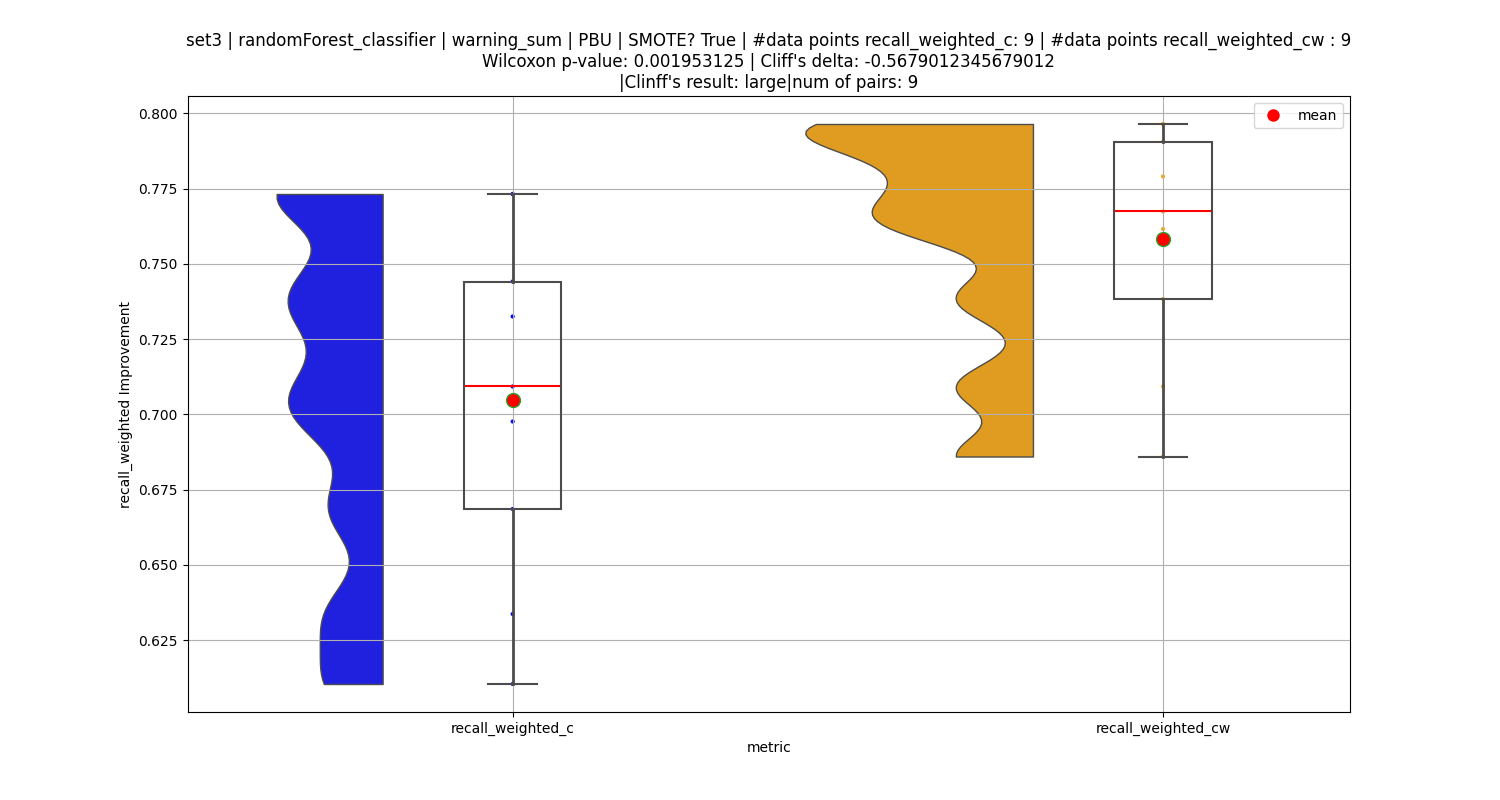 set3 | randomForest_classifier | warning_sum | PBU | SMOTE? True | #data points recall_weighted_c: 9 | #data points recall_weighted_cw : 9
Wilcoxon p-value: 0.001953125 | Cliff's delta: -0.5679012345679012
|Clinff's result: large|num of pairs: 9
mean
0.800
0.775
0.750
0.725
0.700
0.675
0.650
0.625
recall_weighted Improvement
recall_weighted_c
recall_weighted_cw
metric